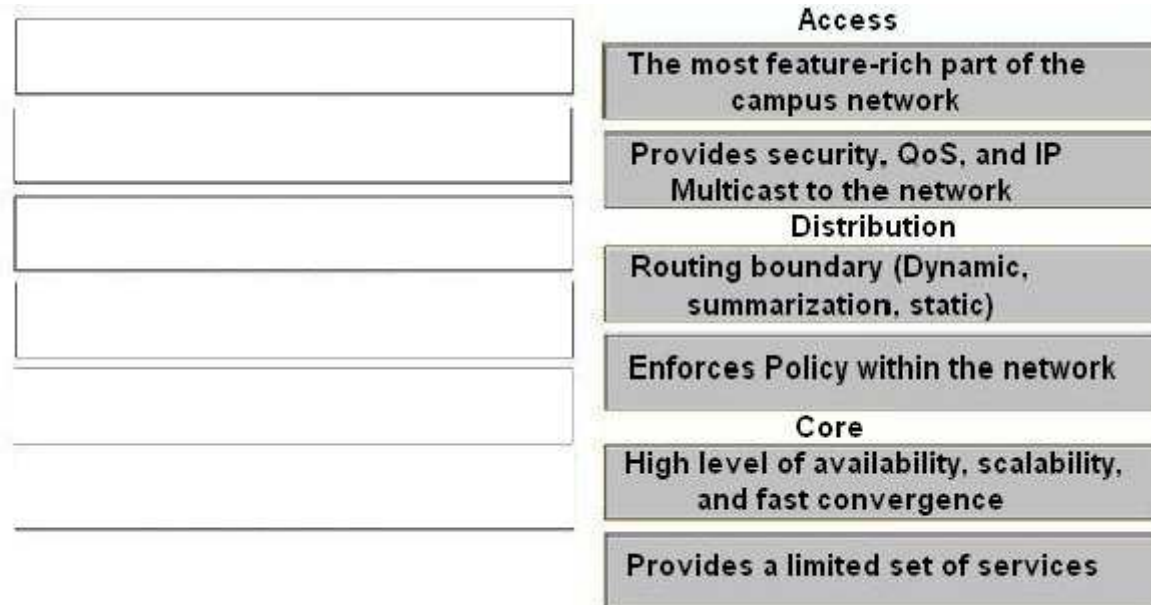 Access
The most feature-rich part of the
campus network
Provides security, QoS, and IP
Multicast to the network
Distribution
Routing boundary (Dynamic,
summarization, static)
Enforces Policy within the network
Core
High level of availability, scalability,
and fast convergence
Provides a limited set of services